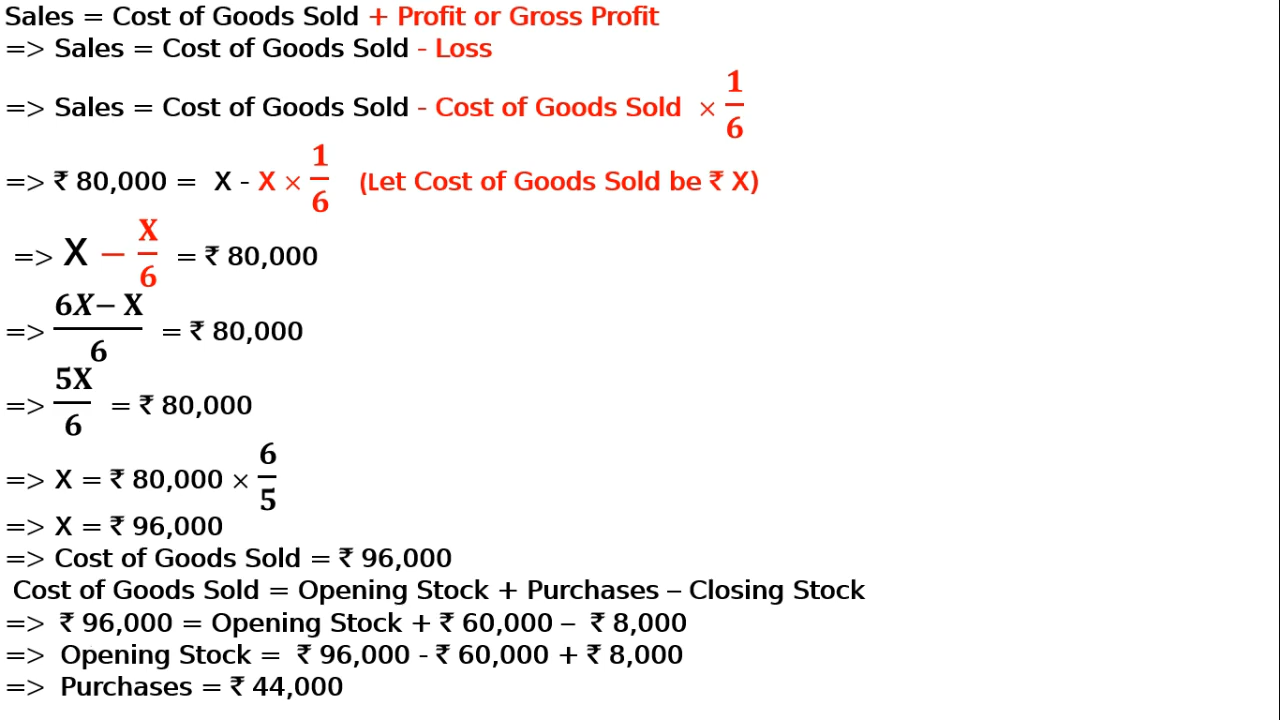 Sales = Cost of Goods Sold + Profit or Gross Profit
=> Sales = Cost of Goods Sold - Loss
=> Sales = Cost of Goods Sold - Cost of Goods Sold × 1/6
=> ₹ 80,000 = X - X × 1/6 (Let Cost of Goods Sold be ₹ X)
=> X − X/6 = ₹ 80,000
=> 6X− X/6 = ₹ 80,000
=> 5X/6 = ₹ 80,000
=> X = ₹ 80,000 × 6/5
=> X = ₹ 96,000
=> Cost of Goods Sold = ₹ 96,000
Cost of Goods Sold = Opening Stock + Purchases – Closing Stock
=> ₹ 96,000 = Opening Stock + ₹ 60,000 – ₹ 8,000
=> Opening Stock = ₹ 96,000 - ₹ 60,000 + ₹ 8,000
=> Purchases = ₹ 44,000